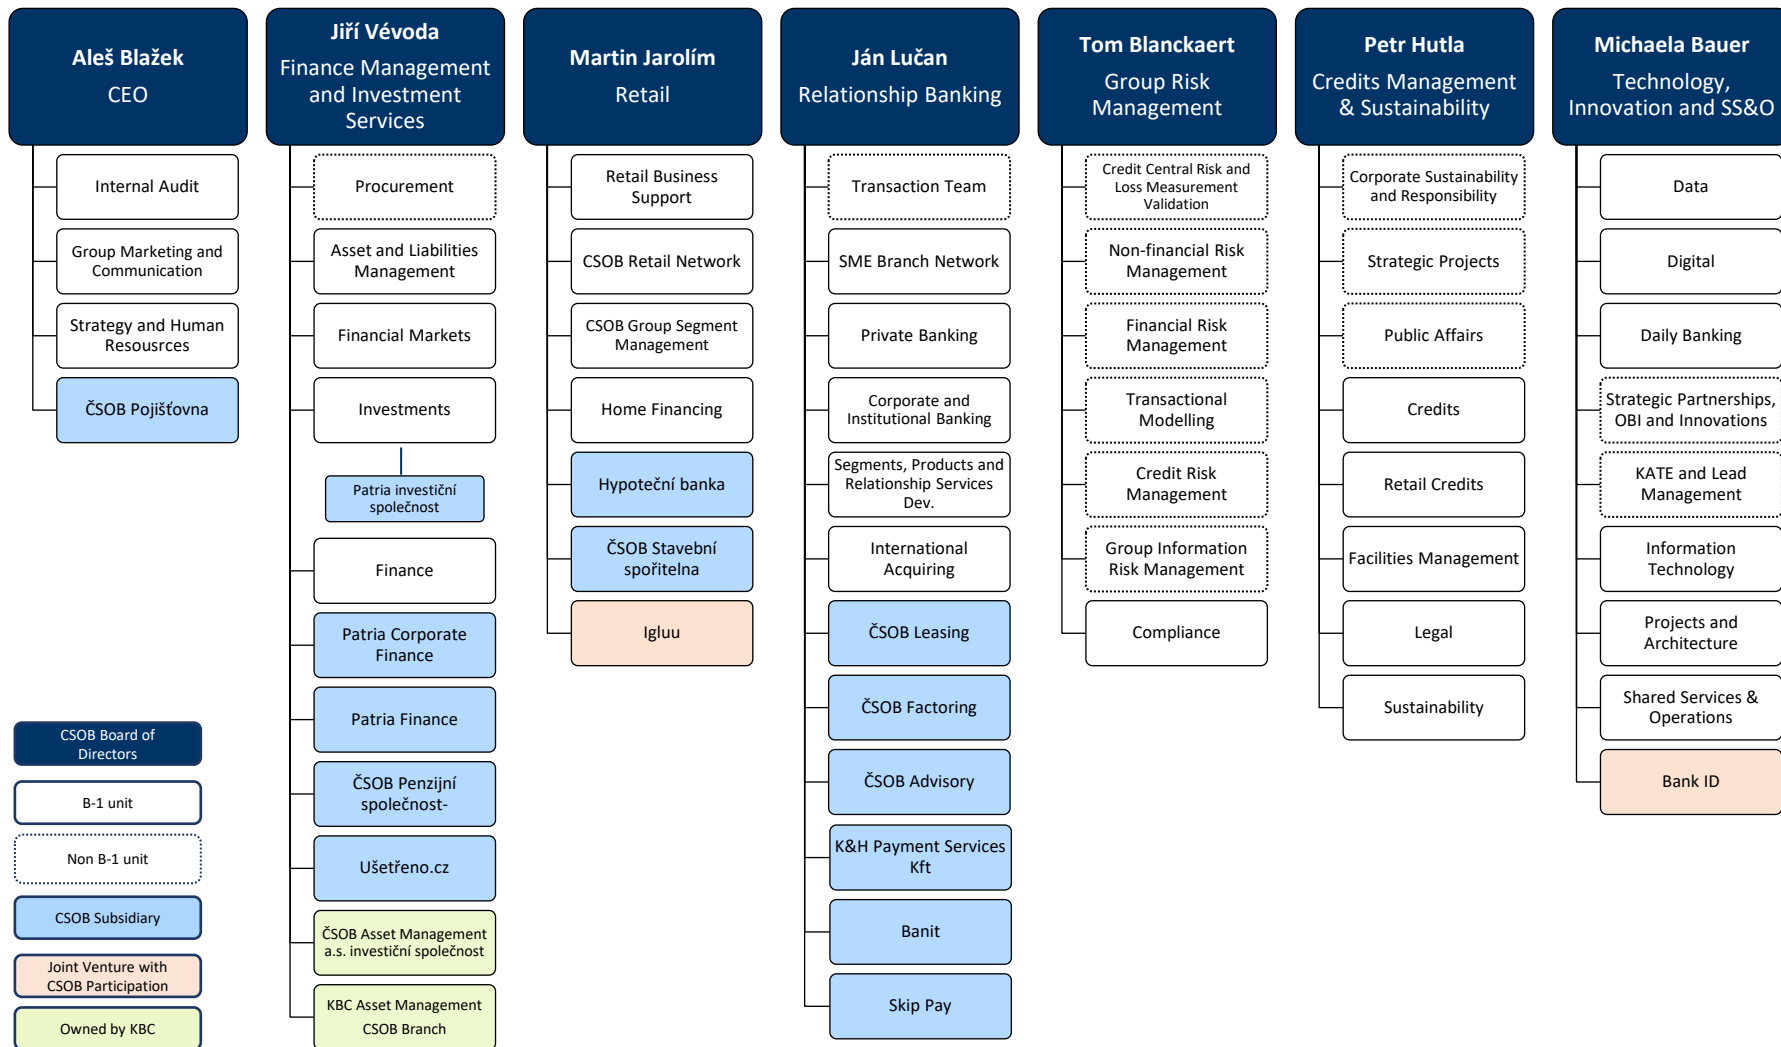 Aleš Blažek
CEO
Internal Audit
Group Marketing and
Communication
Strategy and Human
Resousrces
ČSOB Pojišťovna
Jiří Vévoda
Finance Management
and Investment
Services
Procurement
Asset and Liabilities
Management
Financial Markets
Investments
Patria investiční
společnost
Finance
Patria Corporate
Finance
Patria Finance
ČSOB Penzijní
společnost-
Ušetřeno.cz
ČSOB Asset Management
a.s. investiční společnost
KBC Asset Management
CSOB Branch
Martin Jarolím
Retail
Retail Business
Support
CSOB Retail Network
CSOB Group Segment
Management
Home Financing
Hypoteční banka
ČSOB Stavební
spořitelna
Igluu
Ján Lučan
Relationship Banking
Transaction Team
SME Branch Network
Private Banking
Corporate and
Institutional Banking
Segments, Products and
Relationship Services
Dev.
International
Acquiring
ČSOB Leasing
ČSOB Factoring
ČSOB Advisory
K&H Payment Services
Kft
Banit
Skip Pay
Tom Blanckaert
Group Risk
Management
Credit Central Risk and
Loss Measurement
Validation
Non-financial Risk
Management
Financial Risk
Management
Transactional
Modelling
Credit Risk
Management
Group Information
Risk Management
Compliance
Petr Hutla
Credits Management
& Sustainability
Corporate Sustainability
and Responsibility
Strategic Projects
Public Affairs
Credits
Retail Credits
Facilities Management
Legal
Sustainability
Michaela Bauer
Technology,
Innovation and SS&O
Data
Digital
Daily Banking
Strategic Partnerships,
OBI and Innovations
KATE and Lead
Management
Information
Technology
Projects and
Architecture
Shared Services &
Operations
Bank ID
CSOB Board of
Directors
B-1 unit
Non B-1 unit
CSOB Subsidiary
Joint Venture with
CSOB Participation
Owned by KBC